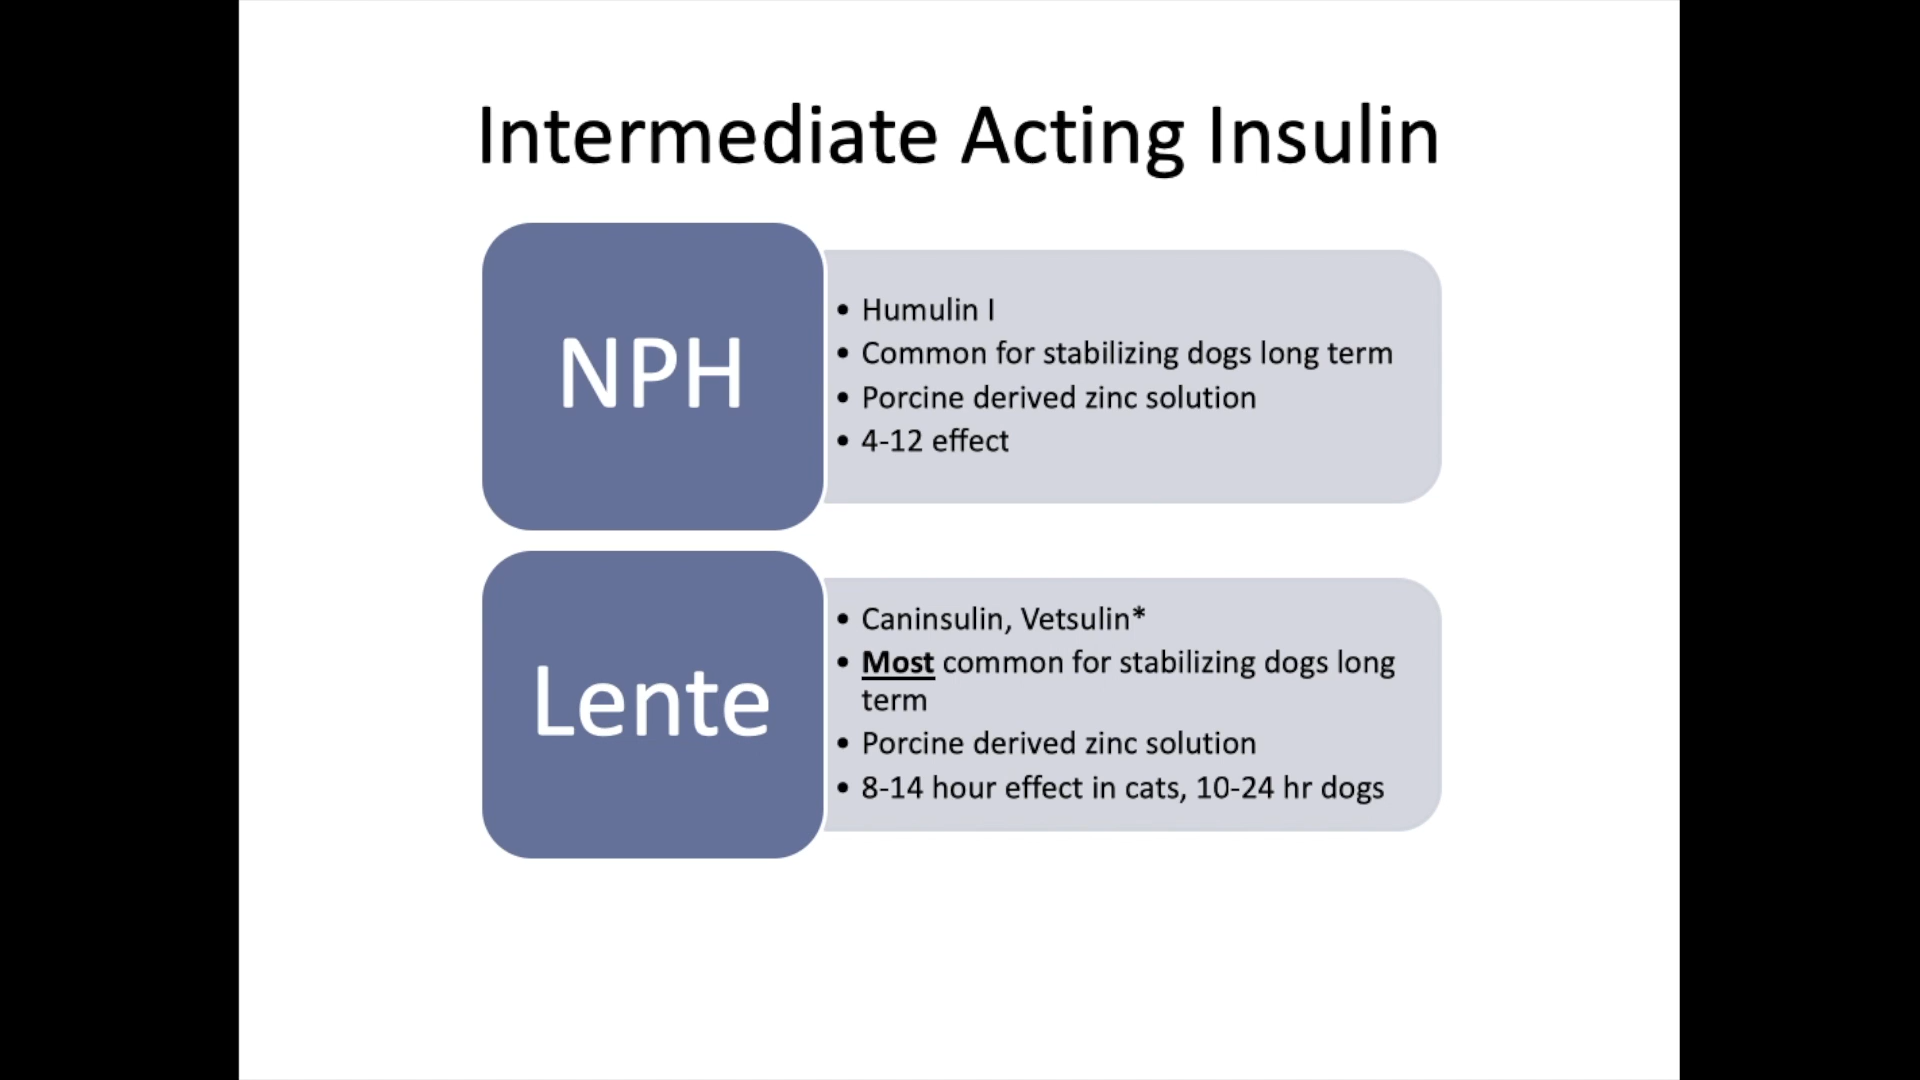 Intermediate Acting Insulin
NPH
• Humulin I
• Common for stabilizing dogs long term
• Porcine derived zinc solution
• 4-12 effect
Lente
• Caninsulin, Vetsulin*
• Most common for stabilizing dogs long
term
• Porcine derived zinc solution
• 8-14 hour effect in cats, 10-24 hr dogs